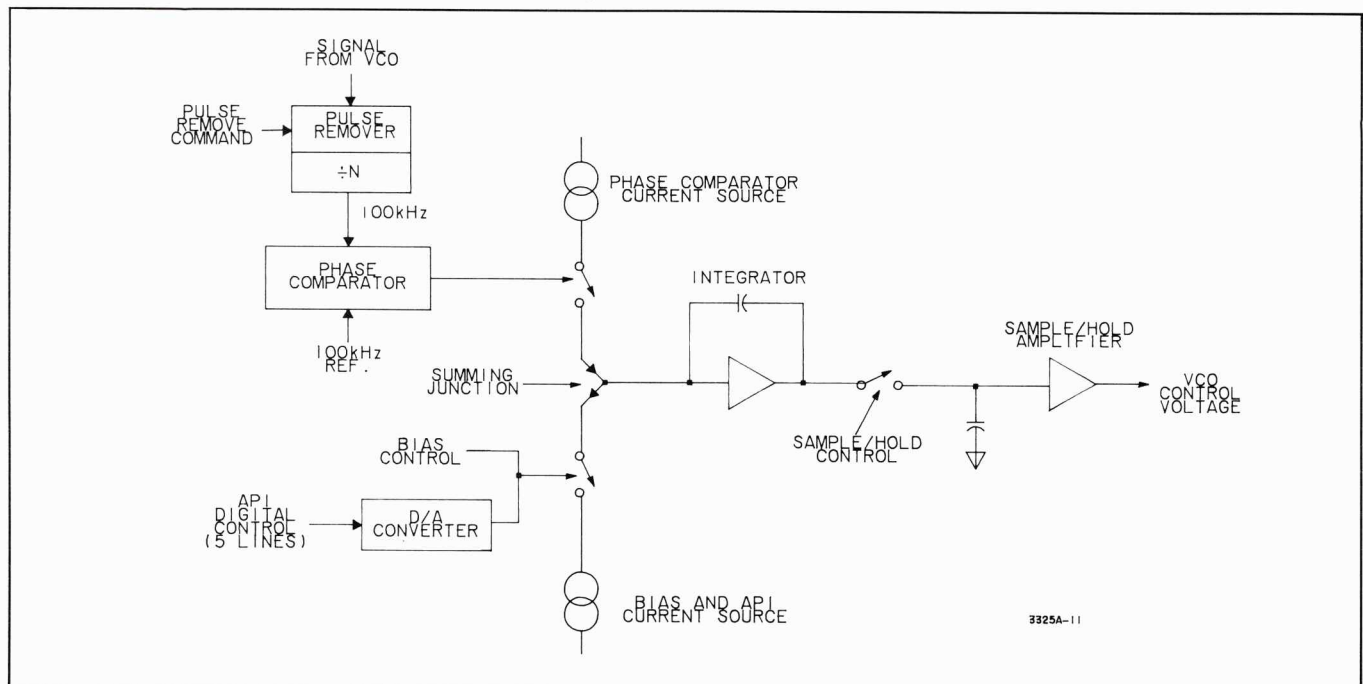 SIGNAL
FROM VCO
PULSE
REMOVE
COMMAND
PULSE
REMOVER
÷N
100kHz
PHASE
COMPARATOR
100kHz
REF.
PHASE COMPARATOR
CURRENT SOURCE
SUMMING
JUNCTION
INTEGRATOR
SAMPLE/HOLD
CONTROL
SAMPLE/HOLD
AMPLIFIER
VCO
CONTROL
VOLTAGE
BIAS
CONTROL
API
DIGITAL
CONTROL
(5 LINES)
D/A
CONVERTER
BIAS AND API
CURRENT SOURCE
3325A-11